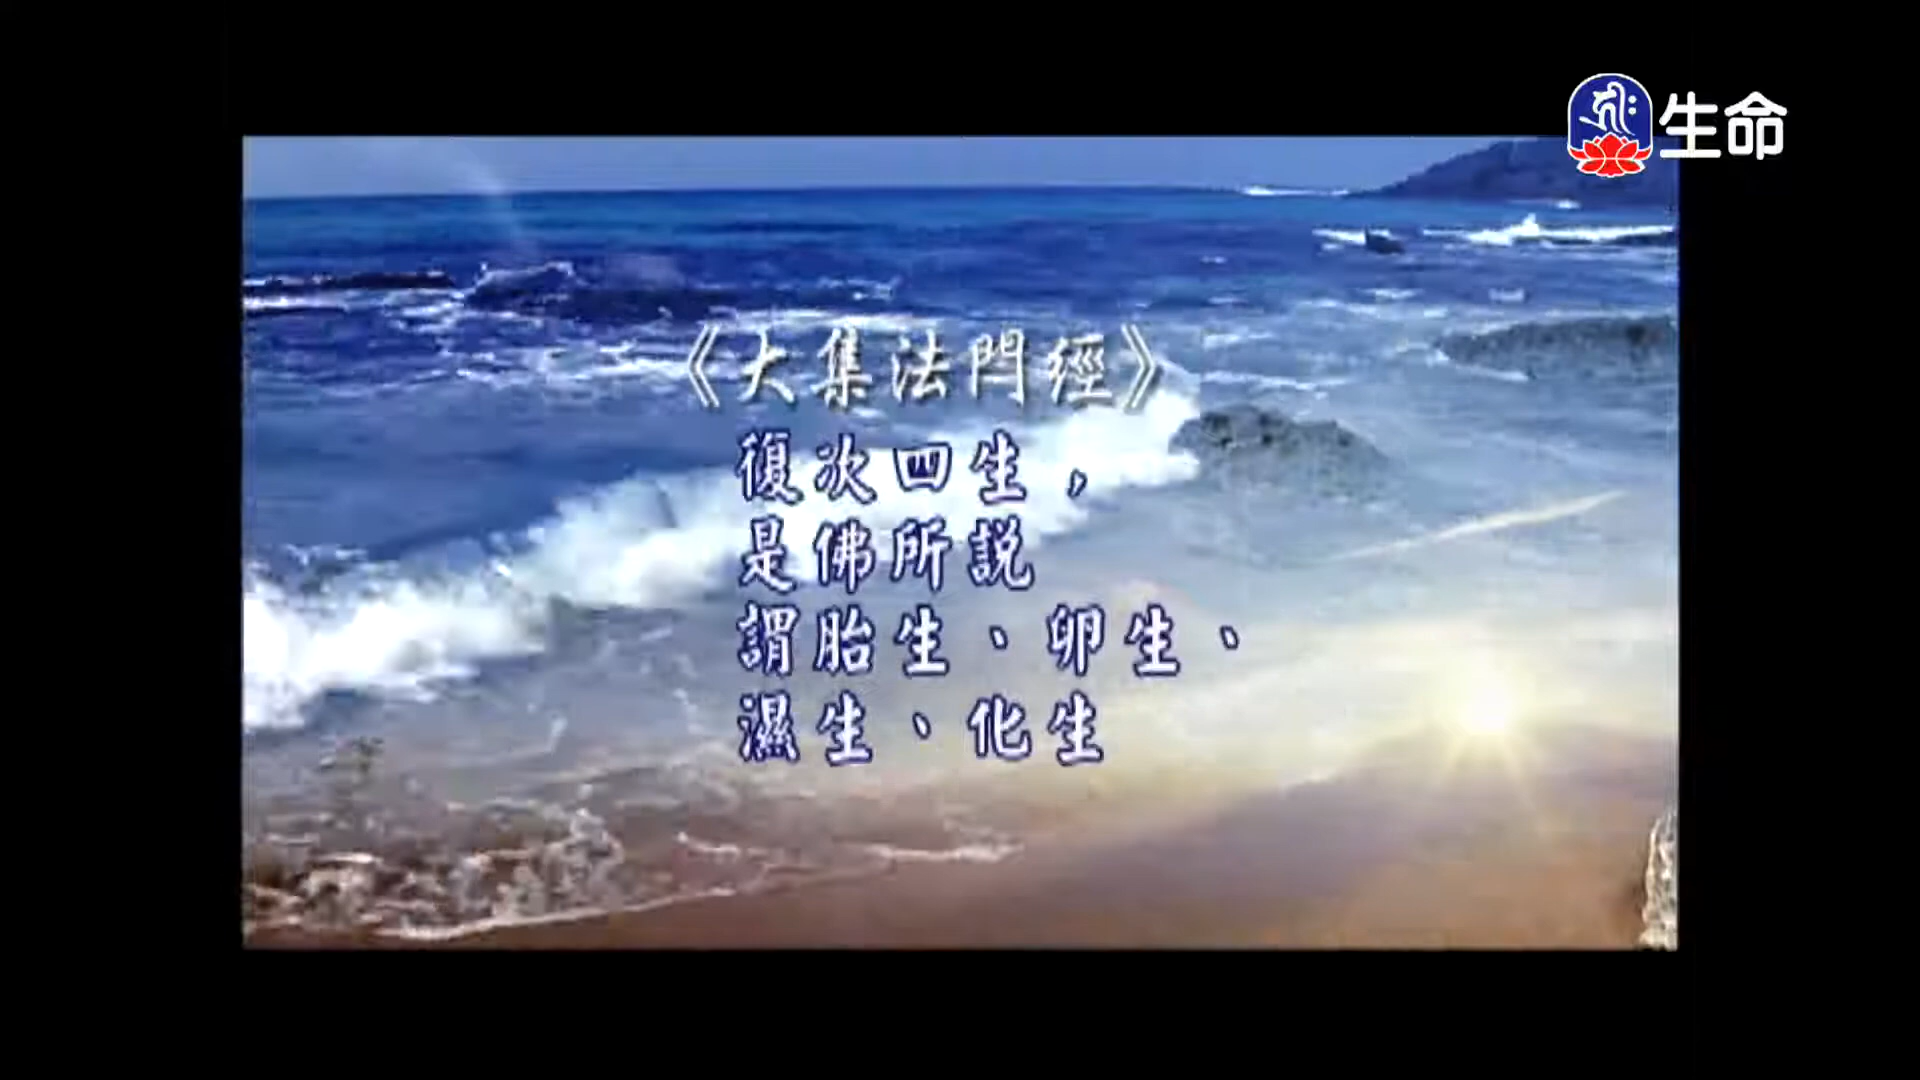 生命
《大集法門經》
復次四生，
是佛所說
謂胎生、卵生、
濕生、化生